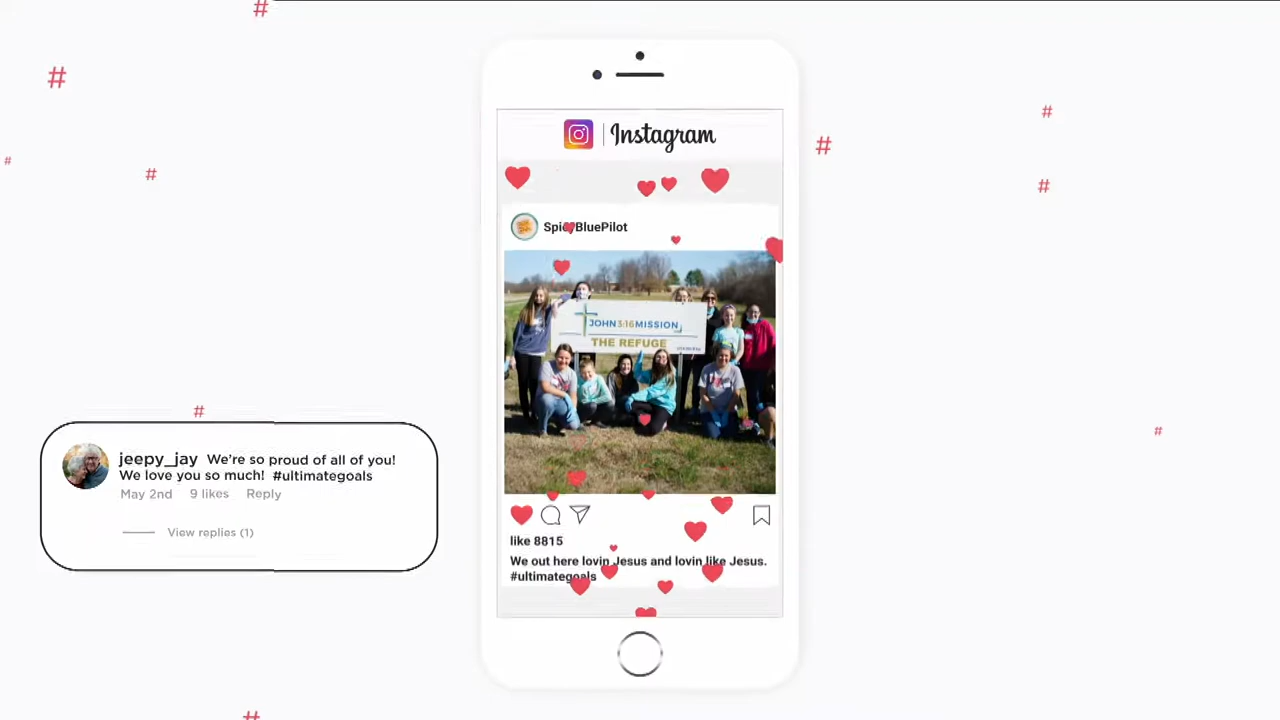 Instagram
SpicyBluePilot
JOHN 3:16 MISSION
THE REFUGE
like 8815
We out here lovin Jesus and lovin like Jesus.
#ultimategoals
jeepy_jay We're so proud of all of you!
We love you so much! #ultimategoals
May 2nd 9 likes Reply
View replies (1)